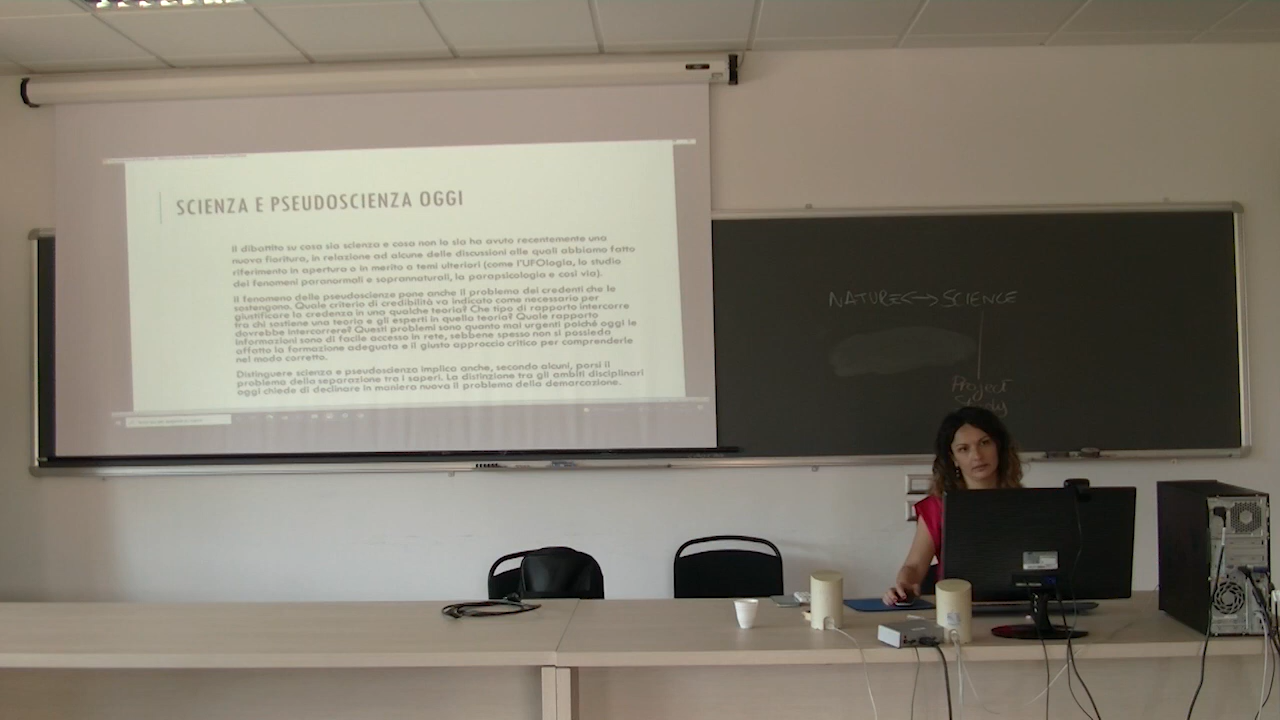 SCIENZA E PSEUDOSCIENZA OGGI
Il dibattito su cosa sia scienza e cosa non lo sia ha avuto recentemente una
nuova fioritura, in relazione ad alcune delle discussioni alle quali abbiamo fatto
riferimento in apertura o in merito a temi ulteriori (come l'UFOlogia, lo studio
dei fenomeni paranormali e soprannaturali, la parapsicologia e così via).
Il fenomeno delle pseudoscienze pone anche il problema dei credenti che le
sostengono. Quale criterio di credibilità va indicato come necessario per
giustificare la credenza in una qualche teoria? Che tipo di rapporto intercorre
tra chi sostiene una teoria e gli esperti in quella teoria? Quale rapporto
dovrebbe intercorrere? Questi problemi sono quanto mai urgenti poiché oggi le
informazioni sono di facile accesso in rete, sebbene spesso non si possieda
affatto la formazione adeguata e il giusto approccio critico per comprenderle
nel modo corretto.
Distinguere scienza e pseudoscienza implica anche, secondo alcuni, porsi il
problema della separazione tra i saperi. La distinzione tra gli ambiti disciplinari
oggi chiede di declinare in maniera nuova il problema della demarcazione.
NATURE ↔ SCIENCE
Project
Study